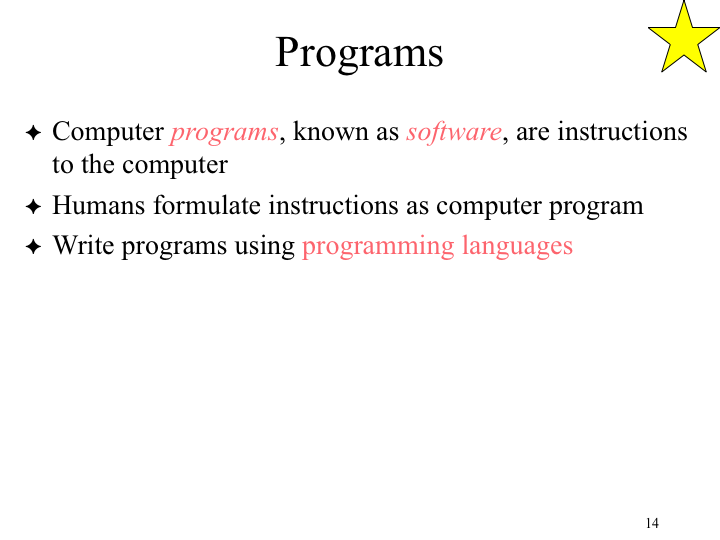 Programs
✦ Computer programs, known as software, are instructions
to the computer
✦ Humans formulate instructions as computer program
✦ Write programs using programming languages
14